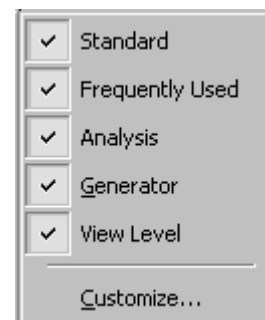 Standard
Frequently Used
Analysis
Generator
View Level
Customize...